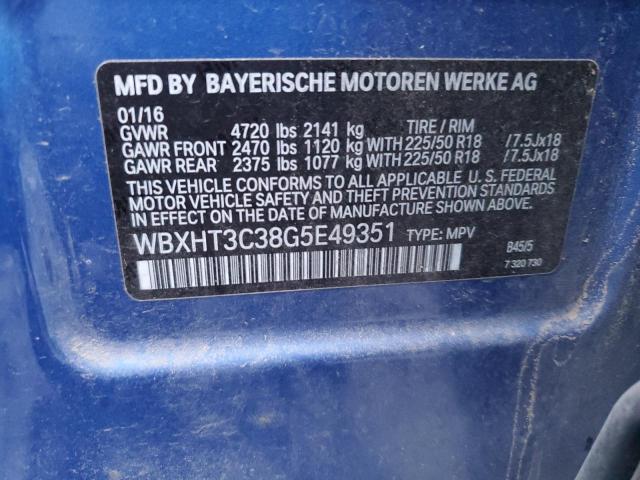 MFD BY BAYERISCHE MOTOREN WERKE AG
01/16
GVWR 4720 lbs 2141 kg TIRE / RIM
GAWR FRONT 2470 lbs 1120 kg WITH 225/50 R18 /7.5Jx18
GAWR REAR 2375 lbs 1077 kg WITH 225/50 R18 /7.5Jx18
THIS VEHICLE CONFORMS TO ALL APPLICABLE U. S. FEDERAL
MOTOR VEHICLE SAFETY AND THEFT PREVENTION STANDARDS
IN EFFECT ON THE DATE OF MANUFACTURE SHOWN ABOVE.
WBXHT3C38G5E49351 TYPE: MPV
B45/5
7 320 730